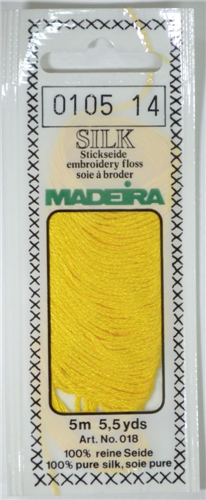 0105 14
SILK
Stickseide
embroidery floss
soie à broder
MADEIRA
5m 5,5yds
Art. No. 018
100% reine Seide
100% pure silk, soie pure